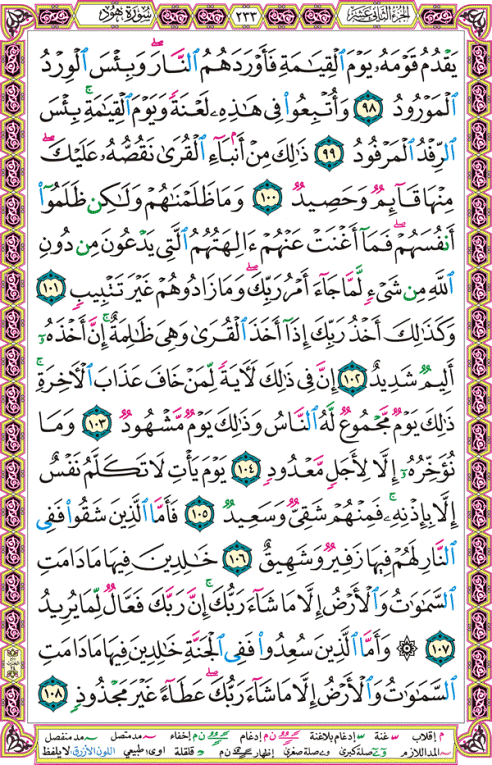 الجزء الثاني عشر ٢٣٣ سورة هود
يَقْدُمُ قَوْمَهُۥ يَوْمَ ٱلْقِيَـٰمَةِ فَأَوْرَدَهُمُ ٱلنَّارَ ۖ وَبِئْسَ ٱلْوِرْدُ
ٱلْمَوْرُودُ ٩٨ وَأُتْبِعُوا۟ فِى هَـٰذِهِۦ لَعْنَةً وَيَوْمَ ٱلْقِيَـٰمَةِ ۚ بِئْسَ
ٱلرِّفْدُ ٱلْمَرْفُودُ ٩٩ ذَٰلِكَ مِنْ أَنۢبَآءِ ٱلْقُرَىٰ نَقُصُّهُۥ عَلَيْكَ ۖ
مِنْهَا قَآئِمٌ وَحَصِيدٌ ١٠٠ وَمَا ظَلَمْنَـٰهُمْ وَلَـٰكِن ظَلَمُوٓا۟
أَنفُسَهُمْ ۖ فَمَآ أَغْنَتْ عَنْهُمْ ءَالِهَتُهُمُ ٱلَّتِى يَدْعُونَ مِن دُونِ
ٱللَّهِ مِن شَىْءٍ لَّمَّا جَآءَ أَمْرُ رَبِّكَ ۖ وَمَا زَادُوهُمْ غَيْرَ تَتْبِيبٍ ١٠١
وَكَذَٰلِكَ أَخْذُ رَبِّكَ إِذَآ أَخَذَ ٱلْقُرَىٰ وَهِىَ ظَـٰلِمَةٌ ۚ إِنَّ أَخْذَهُۥٓ
أَلِيمٌ شَدِيدٌ ١٠٢ إِنَّ فِى ذَٰلِكَ لَـَٔايَةً لِّمَنْ خَافَ عَذَابَ ٱلْـَٔاخِرَةِ ۚ
ذَٰلِكَ يَوْمٌ مَّجْمُوعٌ لَّهُ ٱلنَّاسُ وَذَٰلِكَ يَوْمٌ مَّشْهُودٌ ١٠٣ وَمَا
نُؤَخِّرُهُۥٓ إِلَّا لِأَجَلٍ مَّعْدُودٍ ١٠٤ يَوْمَ يَأْتِ لَا تَكَلَّمُ نَفْسٌ
إِلَّا بِإِذْنِهِۦ ۚ فَمِنْهُمْ شَقِىٌّ وَسَعِيدٌ ١٠٥ فَأَمَّا ٱلَّذِينَ شَقُوا۟ فَفِى
ٱلنَّارِ لَهُمْ فِيهَا زَفِيرٌ وَشَهِيقٌ ١٠٦ خَـٰلِدِينَ فِيهَا مَا دَامَتِ
ٱلسَّمَـٰوَٰتُ وَٱلْأَرْضُ إِلَّا مَا شَآءَ رَبُّكَ ۚ إِنَّ رَبَّكَ فَعَّالٌ لِّمَا يُرِيدُ
١٠٧ ۞ وَأَمَّا ٱلَّذِينَ سُعِدُوا۟ فَفِى ٱلْجَنَّةِ خَـٰلِدِينَ فِيهَا مَا دَامَتِ
ٱلسَّمَـٰوَٰتُ وَٱلْأَرْضُ إِلَّا مَا شَآءَ رَبُّكَ ۖ عَطَآءً غَيْرَ مَجْذُوذٍ ١٠٨
م إقلاب غنة إدغام بلاغنة ن م إدغام ن م إخفاء مد متصل مد منفصل
المد اللازم صلة كبرى وصلة صغرى إظهار ن م قلقلة اوى: طبيعي اللون الأزرق: لا يلفظ